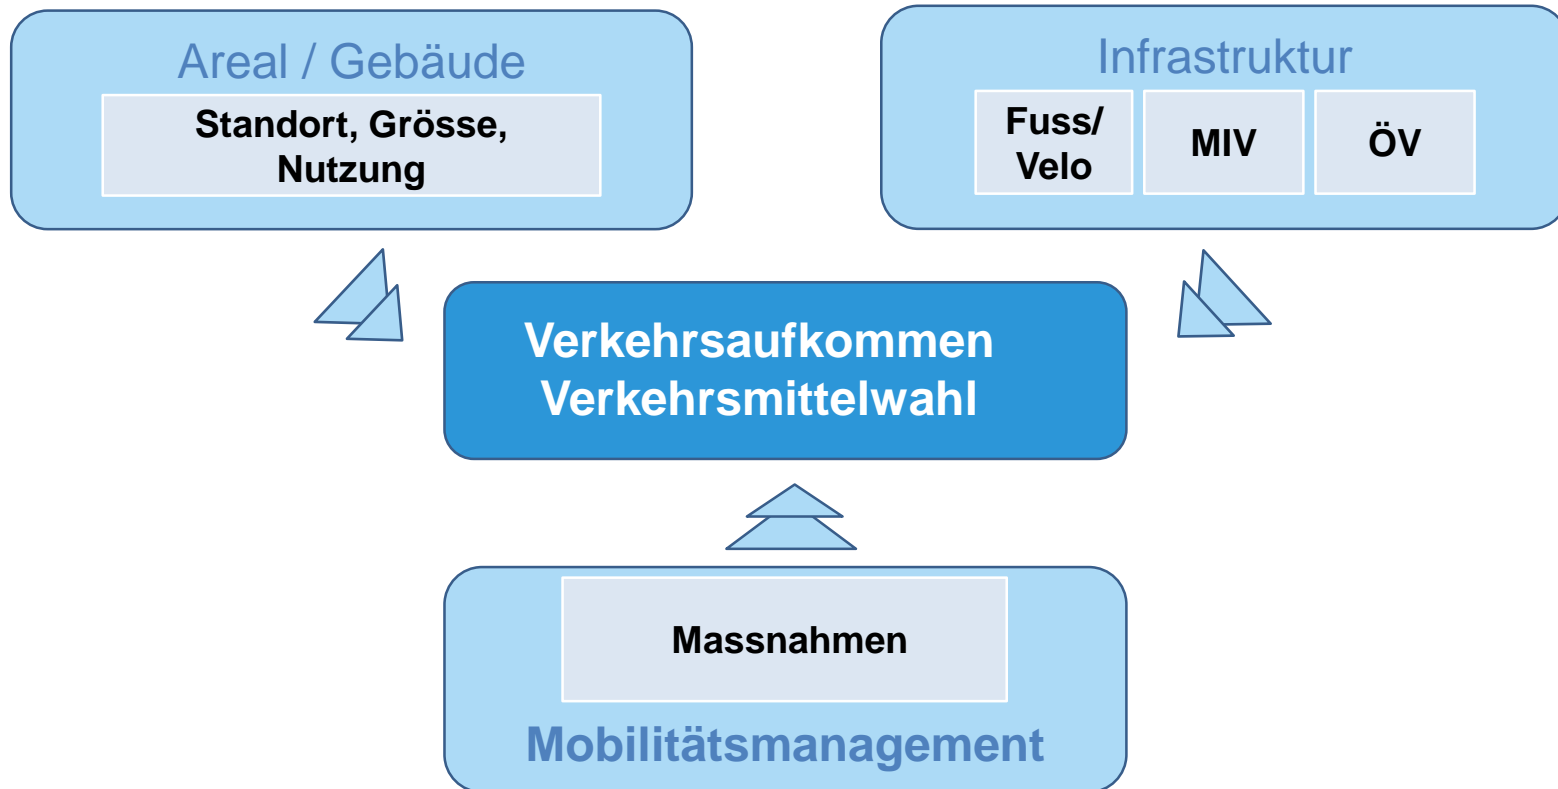 Areal / Gebäude
Standort, Grösse,
Nutzung
Infrastruktur
Fuss/
Velo
MIV
ÖV
Verkehrsaufkommen
Verkehrsmittelwahl
Massnahmen
Mobilitätsmanagement